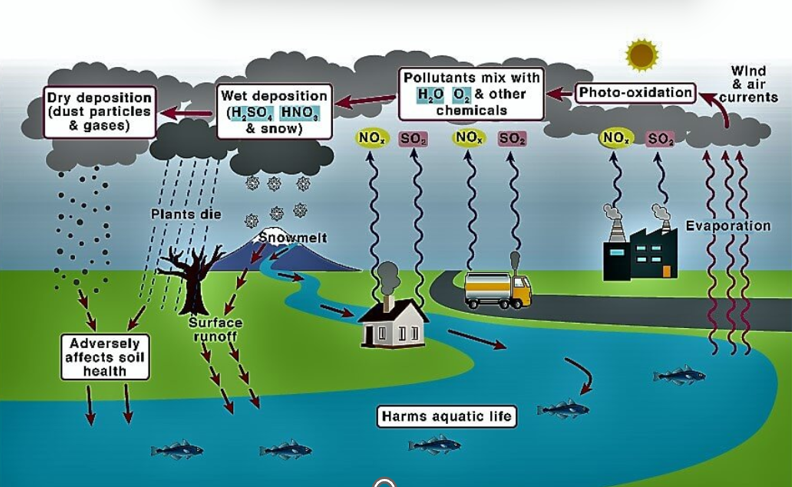 Wind
& air
currents
Photo-oxidation
Pollutants mix with
H₂O O₂ & other
chemicals
Wet deposition
(H₂SO₄ HNO₃
& snow)
Dry deposition
(dust particles
& gases)
NOₓ SO₂ NOₓ SO₂ NOₓ SO₂
Plants die
Evaporation
Snowmelt
Surface
runoff
Adversely
affects soil
health
Harms aquatic life